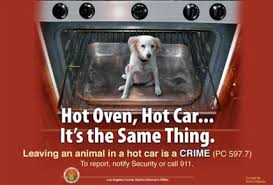 Hot Oven, Hot Car...
It's the Same Thing.
Leaving an animal in a hot car is a CRIME (PC 597.7)
To report, notify Security or call 911.
Los Angeles County District Attorney's Office